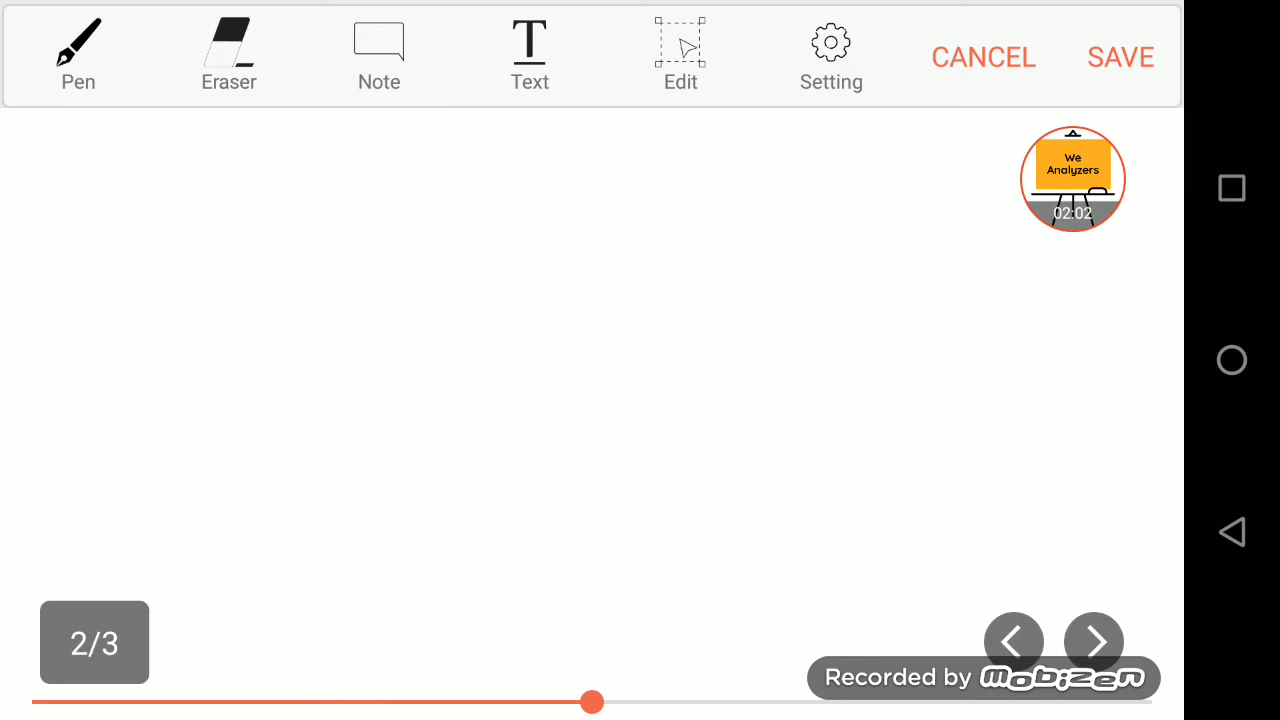 Pen
Eraser
Note
Text
Edit
Setting
CANCEL
SAVE
We
Analyzers
02:02
2/3
Recorded by mobizen